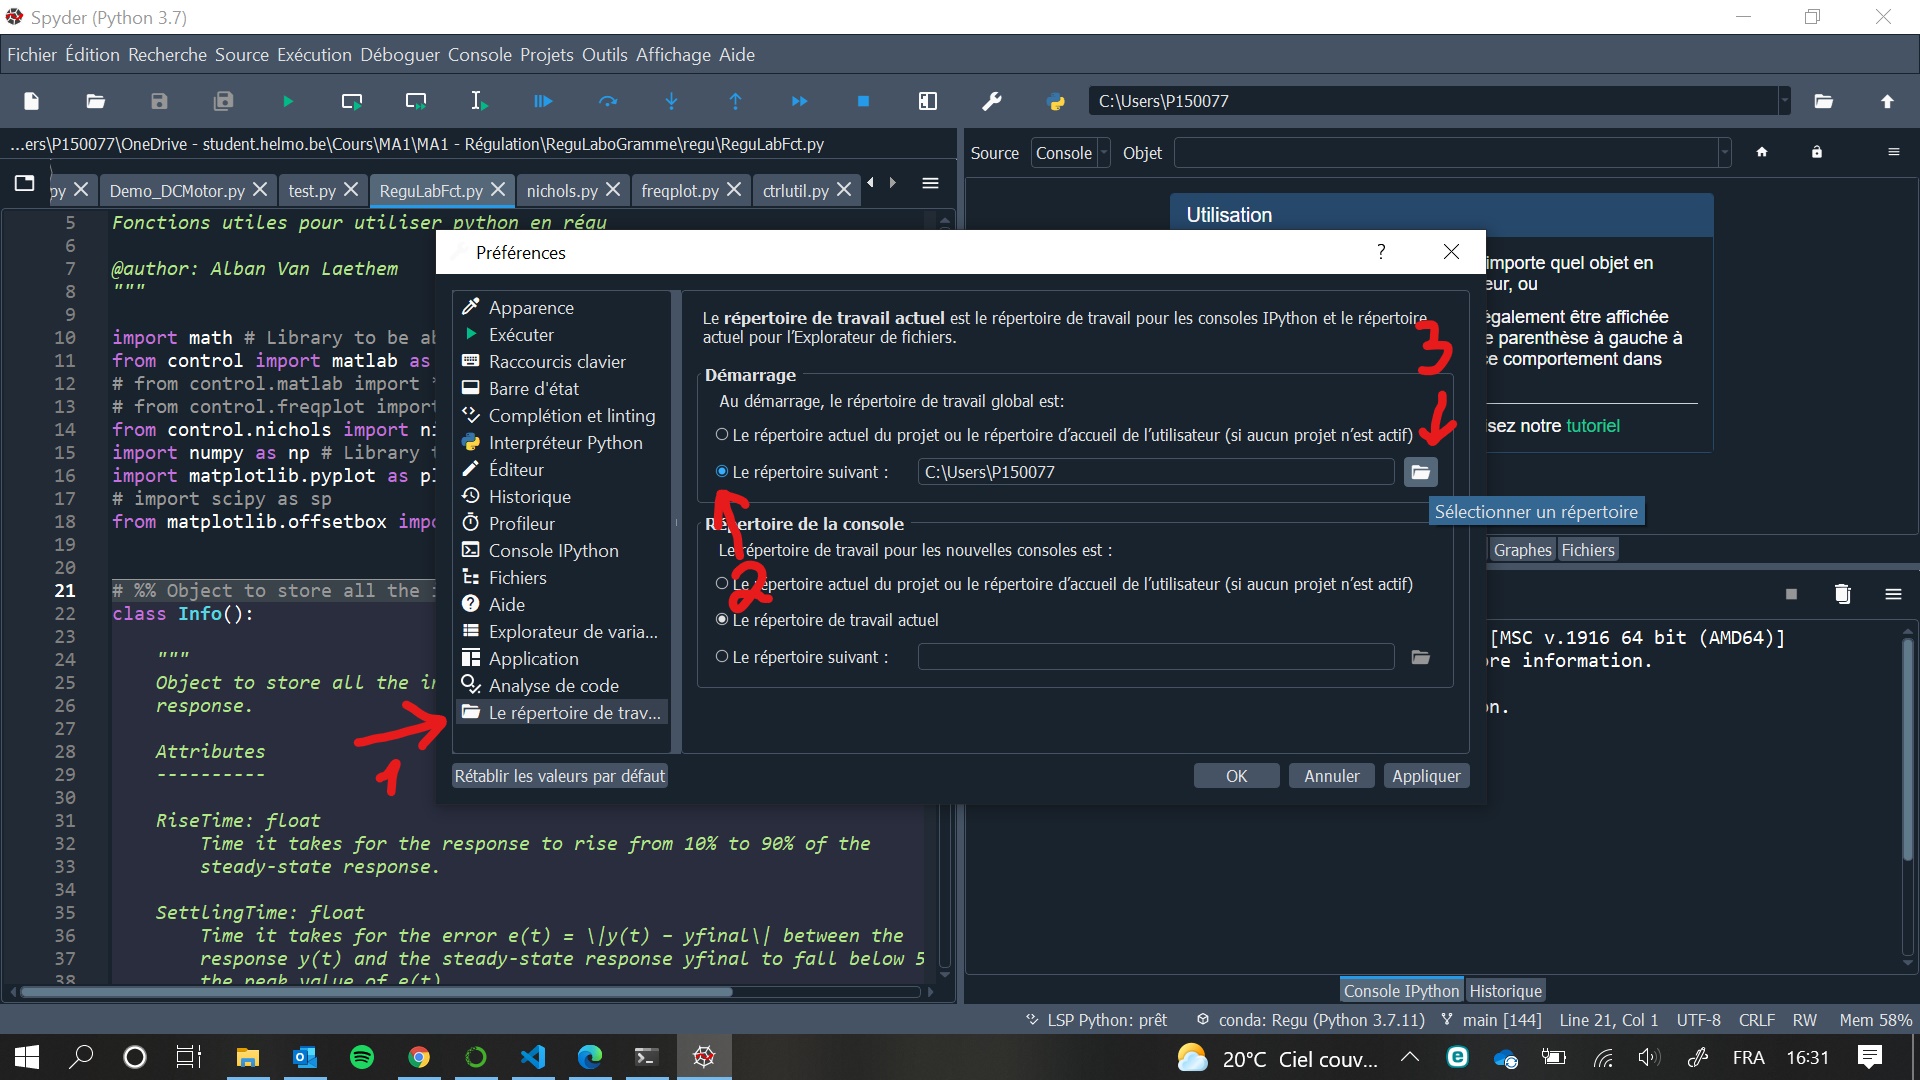 Spyder (Python 3.7)
Fichier Édition Recherche Source Exécution Déboguer Console Projets Outils Affichage Aide
C:\Users\P150077
...ers\P150077\OneDrive - student.helmo.be\Cours\MA1\MA1 - Régulation\ReguLaboGramme\regu\ReguLabFct.py
py Demo_DCMotor.py test.py ReguLabFct.py nichols.py freqplot.py ctrlutil.py
Source Console Objet
Utilisation
importe quel objet en
eur, ou
également être affichée
e parenthèse à gauche à
ce comportement dans
isez notre tutoriel
5 Fonctions utiles pour utiliser python en régu
6
7 @author: Alban Van Laethem
8 """
9
10 import math # Library to be ab
11 from control import matlab as
12 # from control.matlab import *
13 # from control.freqplot import
14 from control.nichols import ni
15 import numpy as np # Library t
16 import matplotlib.pyplot as pl
17 # import scipy as sp
18 from matplotlib.offsetbox impo
19
20
21 # %% Object to store all the i
22 class Info():
23
24 """
25 Object to store all the in
26 response.
27
28 Attributes
29 ----------
30
31 RiseTime: float
32 Time it takes for the response to rise from 10% to 90% of the
33 steady-state response.
34
35 SettlingTime: float
36 Time it takes for the error e(t) = \|y(t) - yfinal\| between the
37 response y(t) and the steady-state response yfinal to fall below 5
38 the peak value of e(t)
Préférences
?
Apparence
Exécuter
Raccourcis clavier
Barre d'état
Complétion et linting
Interpréteur Python
Éditeur
Historique
Profileur
Console IPython
Fichiers
Aide
Explorateur de varia...
Application
Analyse de code
Le répertoire de trav...
Le répertoire de travail actuel est le répertoire de travail pour les consoles IPython et le répertoire
actuel pour l'Explorateur de fichiers.
Démarrage
Au démarrage, le répertoire de travail global est:
Le répertoire actuel du projet ou le répertoire d'accueil de l'utilisateur (si aucun projet n'est actif)
Le répertoire suivant : C:\Users\P150077
Sélectionner un répertoire
Répertoire de la console
Le répertoire de travail pour les nouvelles consoles est :
Le répertoire actuel du projet ou le répertoire d'accueil de l'utilisateur (si aucun projet n'est actif)
Le répertoire de travail actuel
Le répertoire suivant :
Rétablir les valeurs par défaut OK Annuler Appliquer
1
2
3
Graphes Fichiers
[MSC v.1916 64 bit (AMD64)]
ore information.
on.
Console IPython Historique
LSP Python: prêt conda: Regu (Python 3.7.11) main [144] Line 21, Col 1 UTF-8 CRLF RW Mem 58%
20°C Ciel couv... FRA 16:31